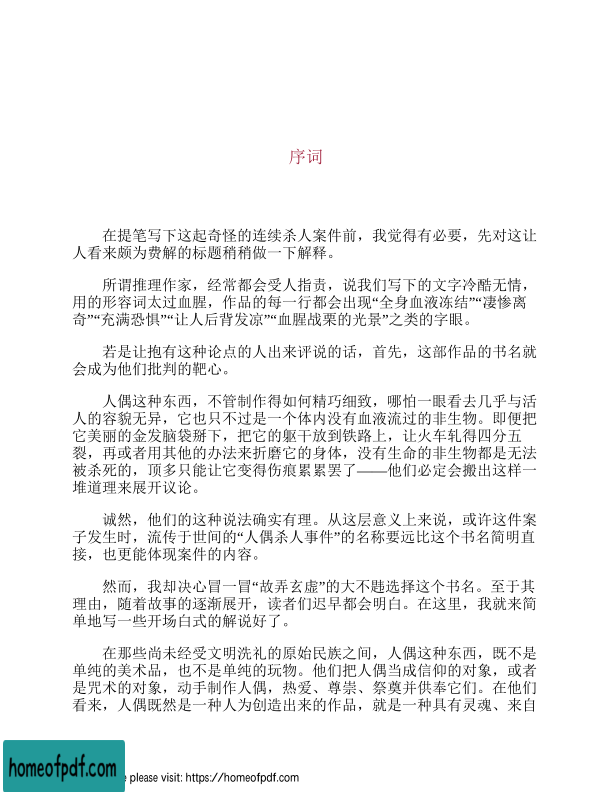 序词
在提笔写下这起奇怪的连续杀人案件前，我觉得有必要，先对这让
人看来颇为费解的标题稍稍做一下解释。
所谓推理作家，经常都会受人指责，说我们写下的文字冷酷无情，
用的形容词太过血腥，作品的每一行都会出现“全身血液冻结”“凄惨离
奇”“充满恐惧”“让人后背发凉”“血腥战栗的光景”之类的字眼。
若是让抱有这种论点的人出来评说的话，首先，这部作品的书名就
会成为他们批判的靶心。
人偶这种东西，不管制作得如何精巧细致，哪怕一眼看去几乎与活
人的容貌无异，它也只不过是一个体内没有血液流过的非生物。即便把
它美丽的金发脑袋掰下，把它的躯干放到铁路上，让火车轧得四分五
裂，再或者用其他的办法来折磨它的身体，没有生命的非生物都是无法
被杀死的，顶多只能让它变得伤痕累累罢了——他们必定会搬出这样一
堆道理来展开议论。
诚然，他们的这种说法确实有理。从这层意义上来说，或许这件案
子发生时，流传于世间的“人偶杀人事件”的名称要远比这个书名简明直
接，也更能体现案件的内容。
然而，我却决心冒一冒“故弄玄虚”的大不韪选择这个书名。至于其
理由，随着故事的逐渐展开，读者们迟早都会明白。在这里，我就来简
单地写一些开场白式的解说好了。
在那些尚未经受文明洗礼的原始民族之间，人偶这种东西，既不是
单纯的美术品，也不是单纯的玩物。他们把人偶当成信仰的对象，或者
是咒术的对象，动手制作人偶，热爱、尊崇、祭奠并供奉它们。在他们
看来，人偶既然是一种人为创造出来的作品，就是一种具有灵魂、来自
homeofpdf.com
e please visit: https://homeofpdf.com